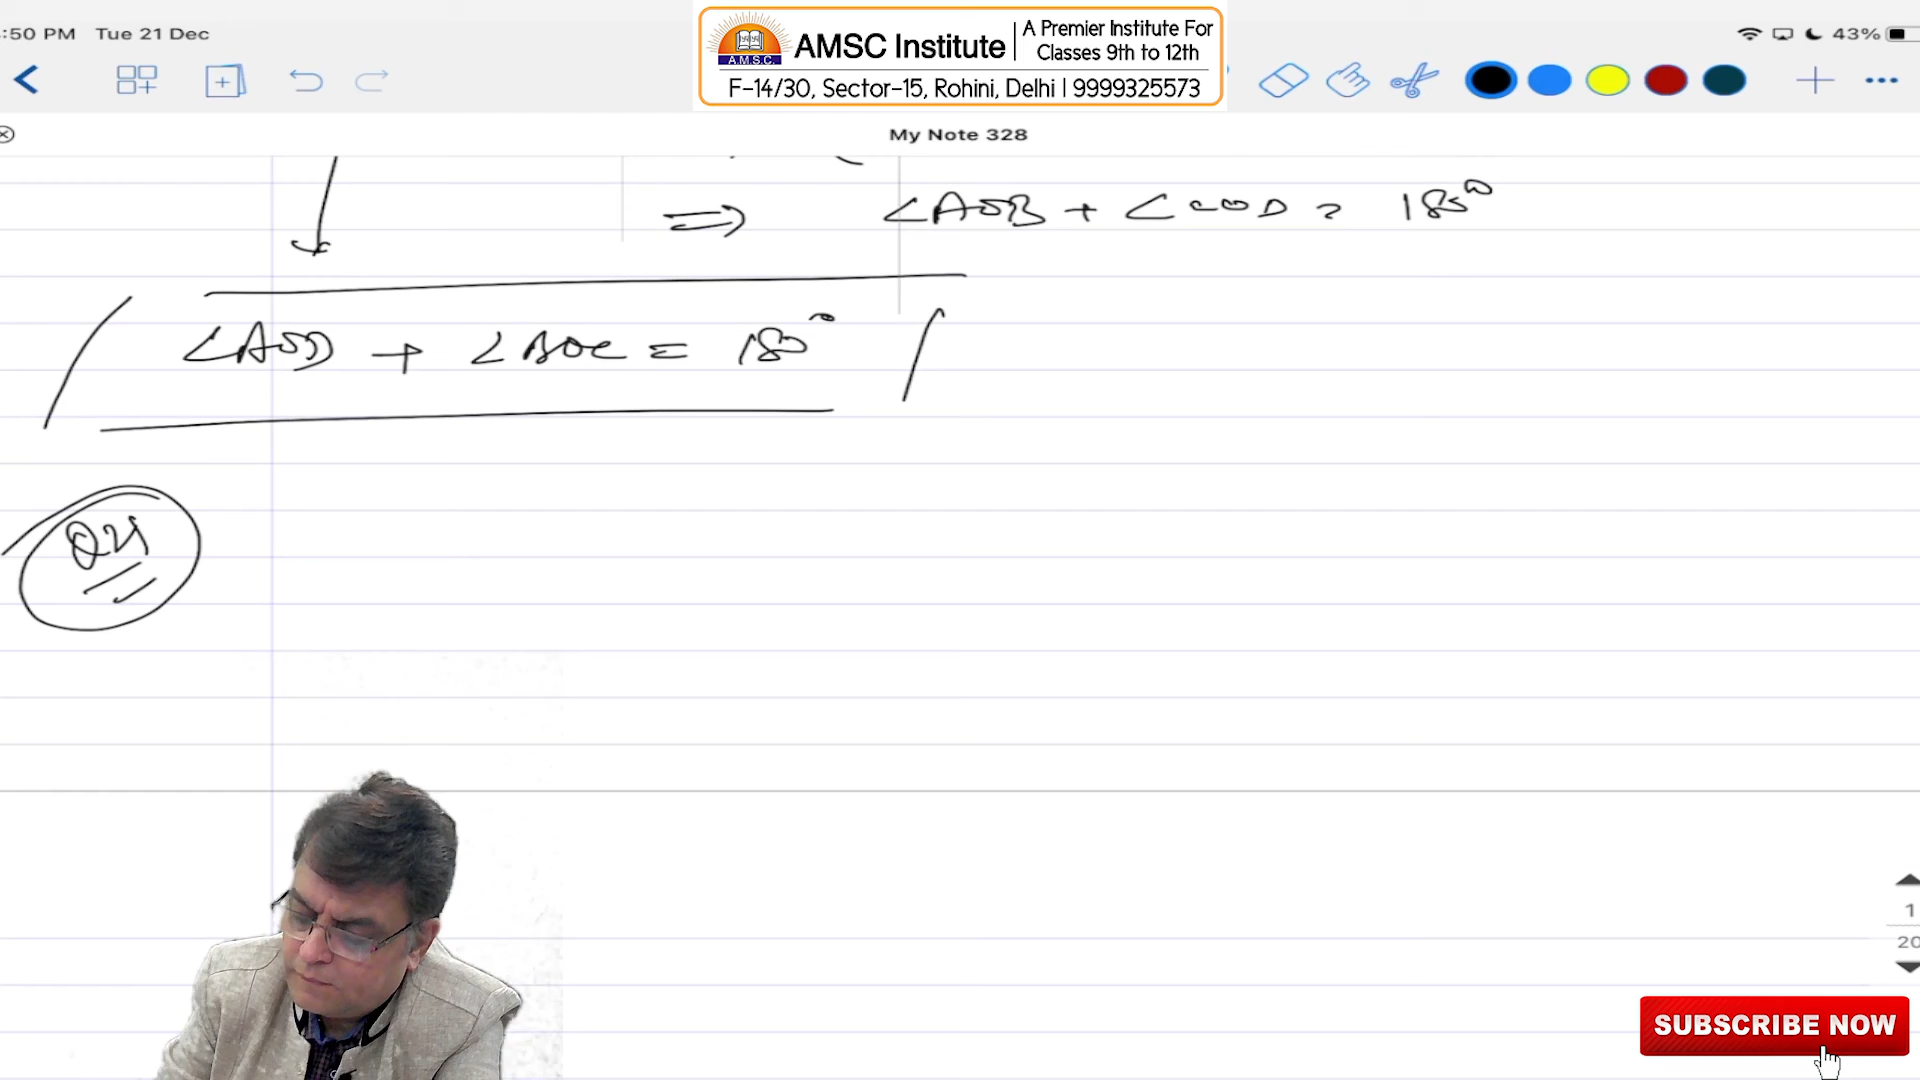 :50 PM Tue 21 Dec
A.M.S.C.
AMSC Institute
A Premier Institute For
Classes 9th to 12th
F-14/30, Sector-15, Rohini, Delhi | 9999325573
43%
My Note 328
⇒ ∠AOB + ∠COD = 180°
∠AOD + ∠BOC = 180°
1
20
SUBSCRIBE NOW